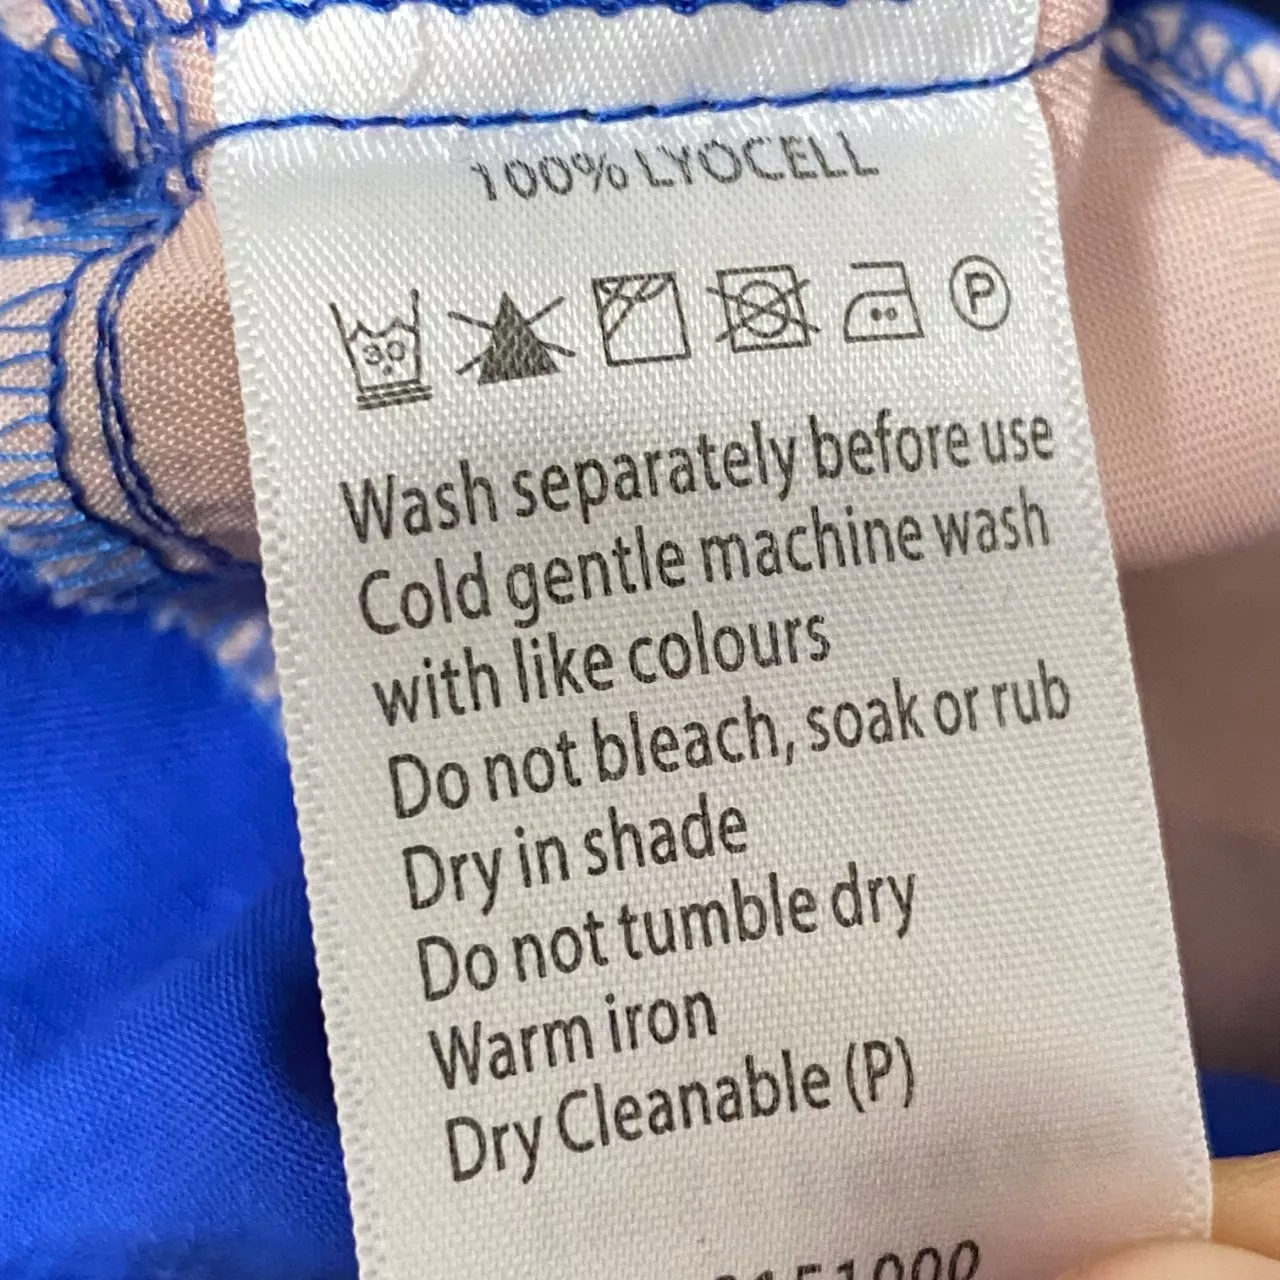 100% LYOCELL
30
P
Wash separately before use
Cold gentle machine wash
with like colours
Do not bleach, soak or rub
Dry in shade
Do not tumble dry
Warm iron
Dry Cleanable (P)